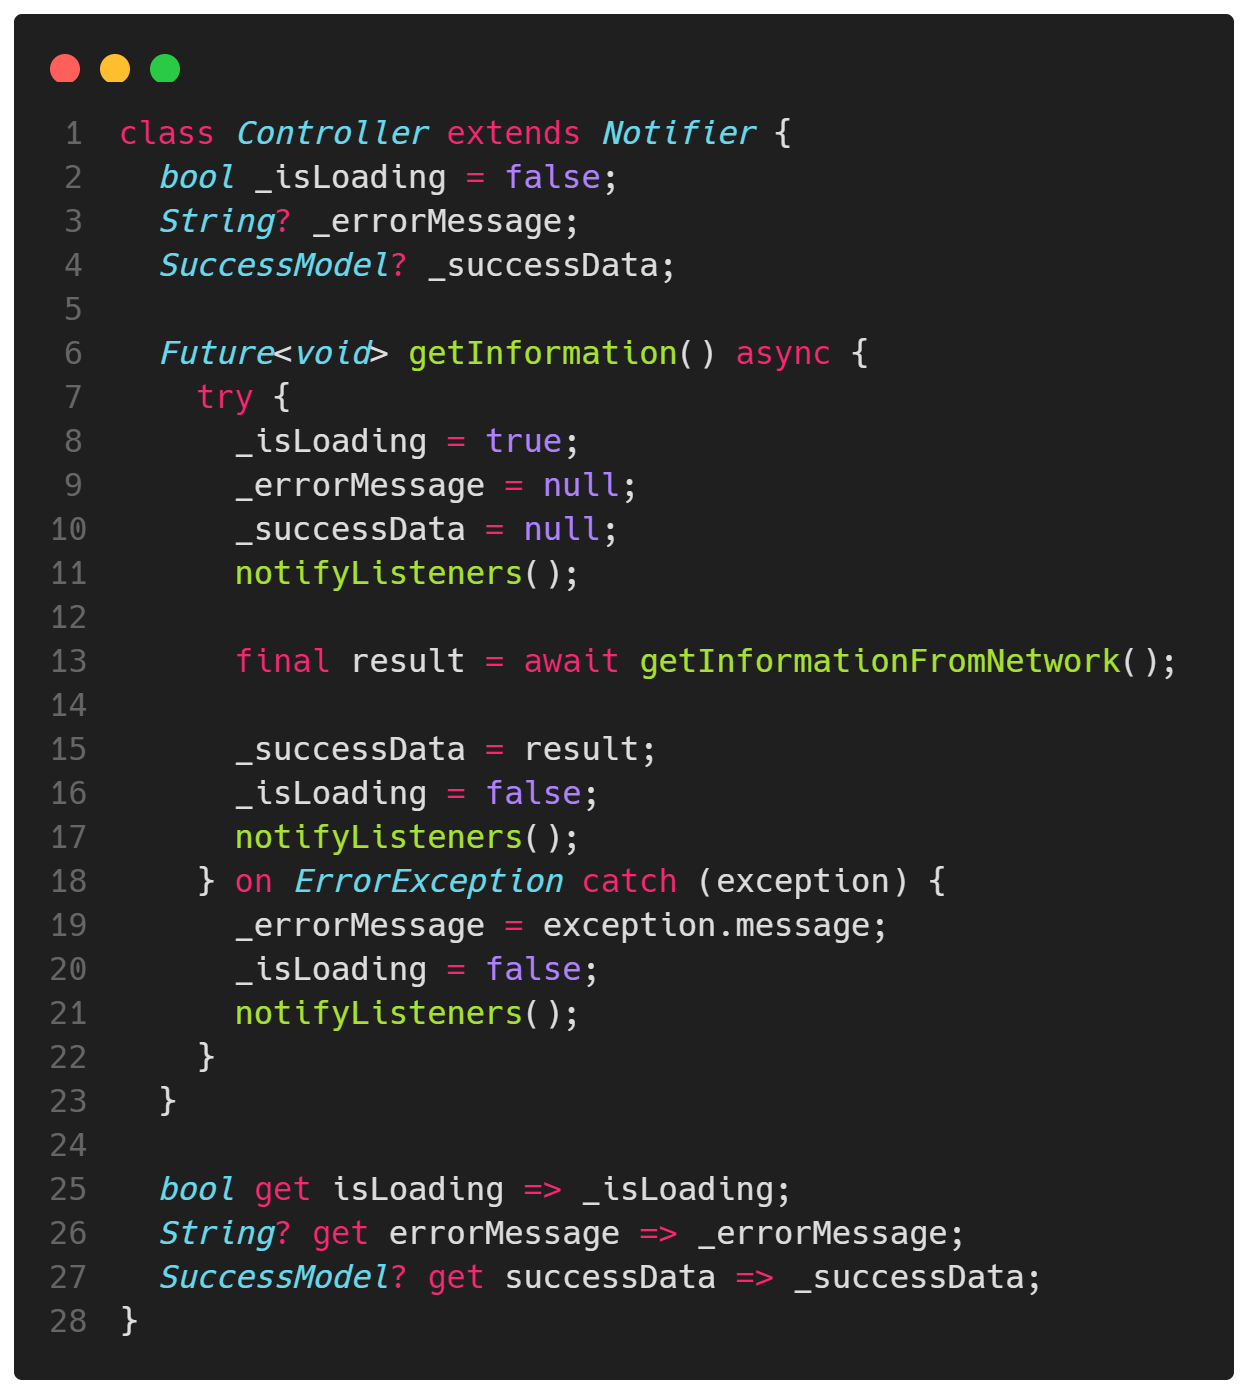 1 class Controller extends Notifier {
2   bool _isLoading = false;
3   String? _errorMessage;
4   SuccessModel? _successData;
5
6   Future<void> getInformation() async {
7     try {
8       _isLoading = true;
9       _errorMessage = null;
10       _successData = null;
11       notifyListeners();
12
13       final result = await getInformationFromNetwork();
14
15       _successData = result;
16       _isLoading = false;
17       notifyListeners();
18     } on ErrorException catch (exception) {
19       _errorMessage = exception.message;
20       _isLoading = false;
21       notifyListeners();
22     }
23   }
24
25   bool get isLoading => _isLoading;
26   String? get errorMessage => _errorMessage;
27   SuccessModel? get successData => _successData;
28 }